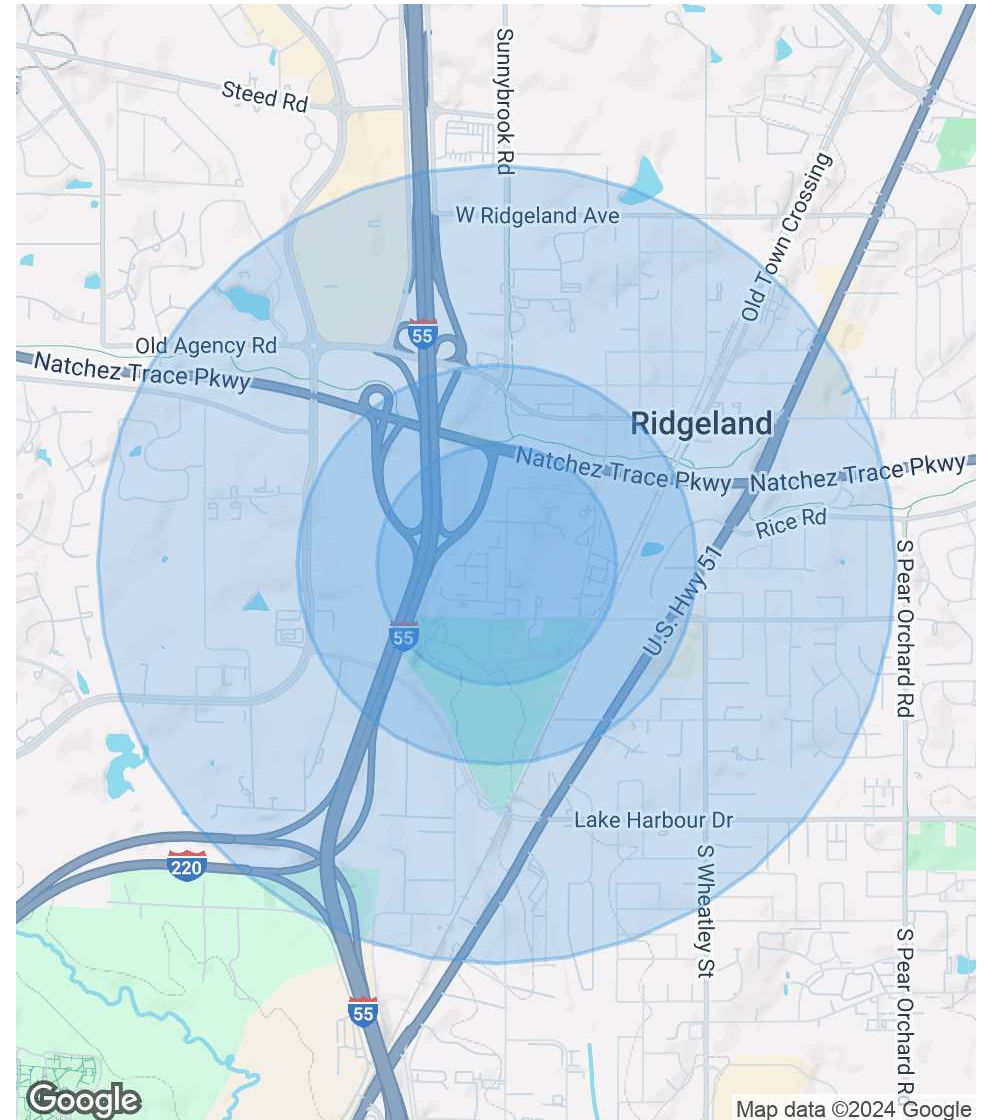 Steed Rd
Sunnybrook Rd
W Ridgeland Ave
Old Town Crossing
55
Old Agency Rd
Natchez Trace Pkwy
Ridgeland
Natchez Trace Pkwy
Natchez Trace Pkwy
Rice Rd
U.S. Hwy 51
S Pear Orchard Rd
55
Lake Harbour Dr
220
S Wheatley St
S Pear Orchard Rd
55
Google
Map data ©2024 Google